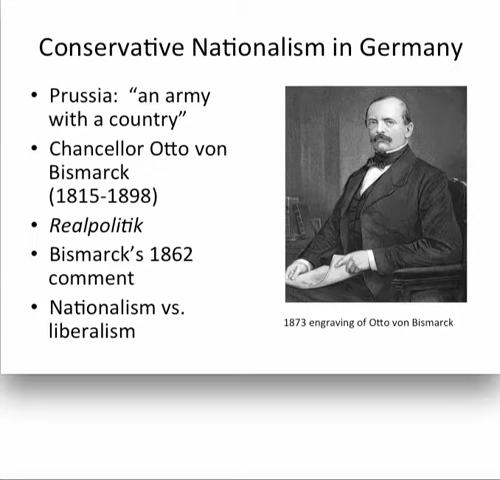 Conservative Nationalism in Germany
• Prussia: “an army
with a country”
• Chancellor Otto von
Bismarck
(1815-1898)
• Realpolitik
• Bismarck’s 1862
comment
• Nationalism vs.
liberalism
1873 engraving of Otto von Bismarck